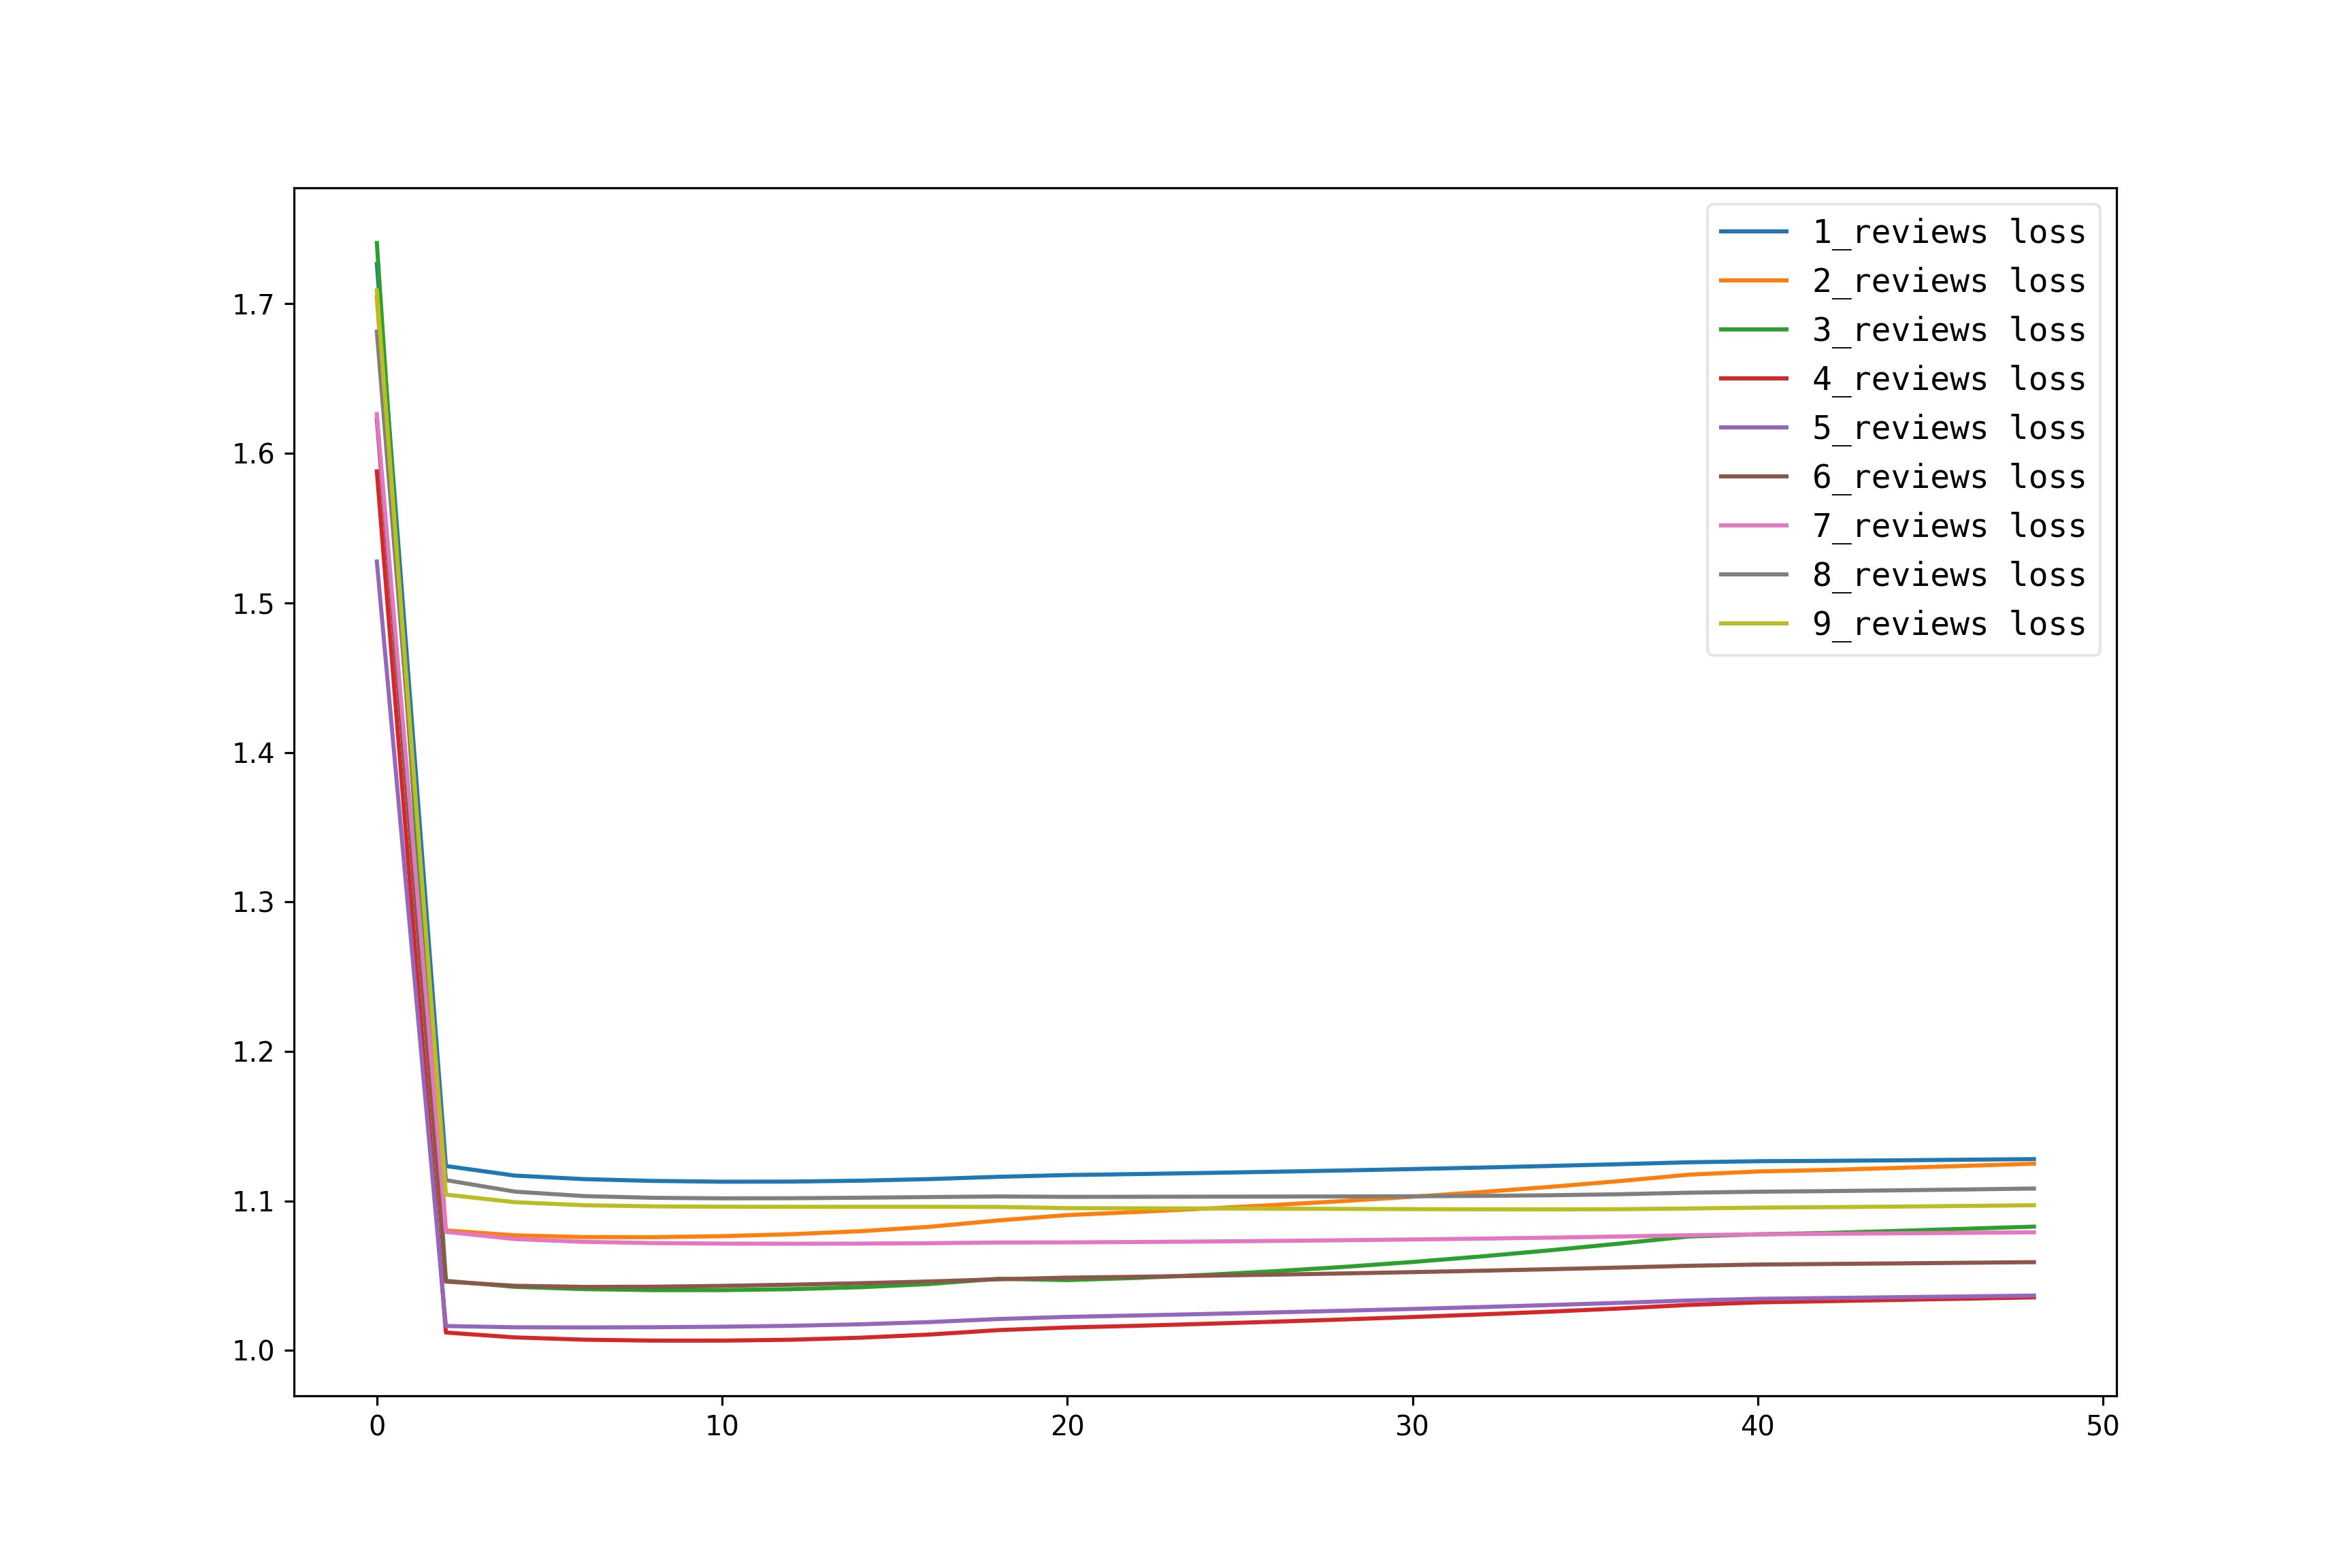 1_reviews loss
2_reviews loss
3_reviews loss
4_reviews loss
5_reviews loss
6_reviews loss
7_reviews loss
8_reviews loss
9_reviews loss
1.7
1.6
1.5
1.4
1.3
1.2
1.1
1.0
0 10 20 30 40 50